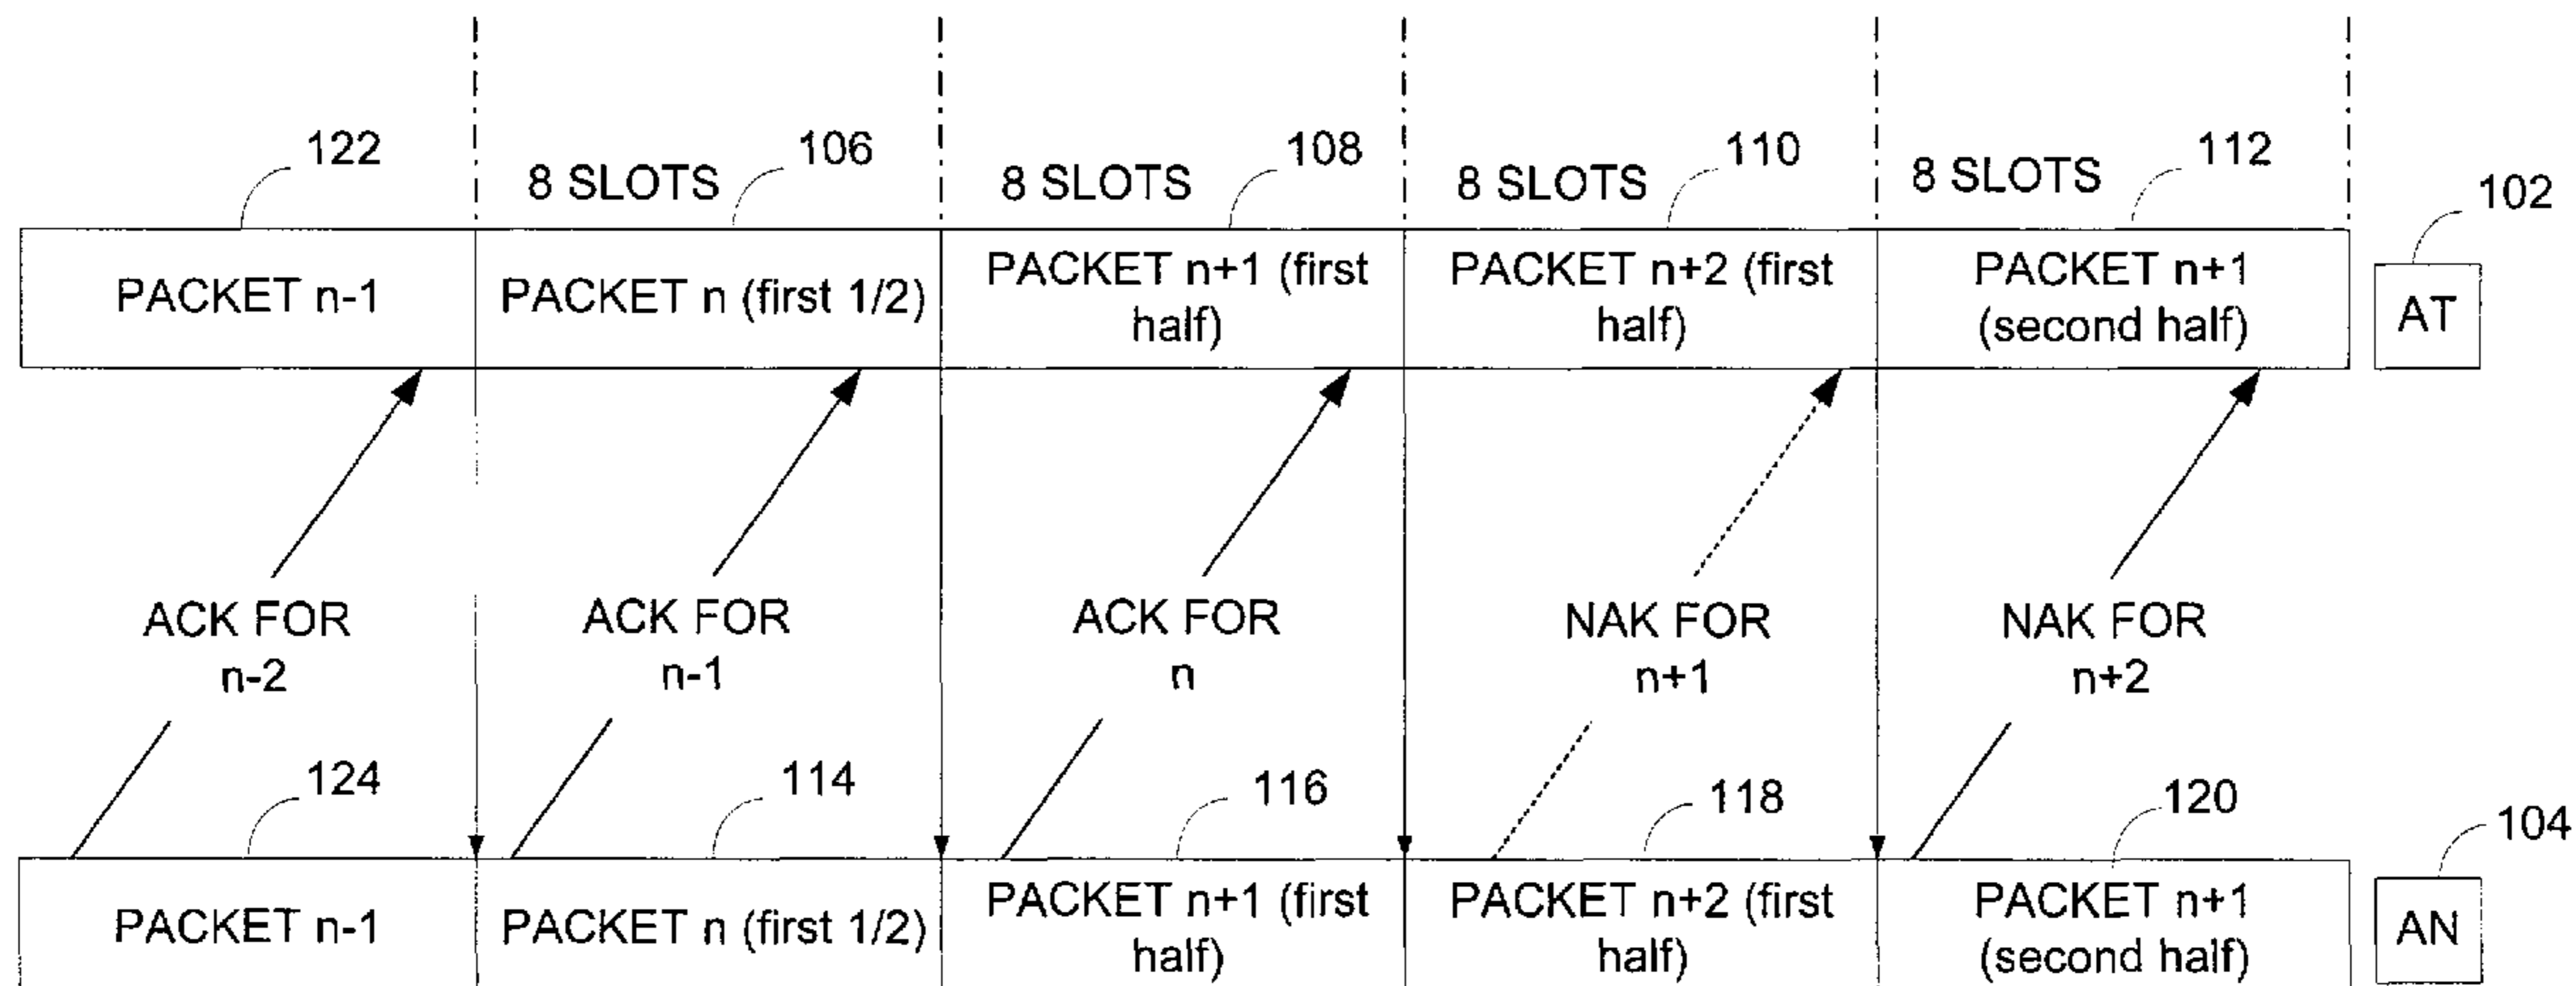 122
8 SLOTS
106
8 SLOTS
108
8 SLOTS
110
8 SLOTS
112
102
PACKET n-1
PACKET n (first 1/2)
PACKET n+1 (first
half)
PACKET n+2 (first
half)
PACKET n+1
(second half)
AT
ACK FOR
n-2
ACK FOR
n-1
ACK FOR
n
NAK FOR
n+1
NAK FOR
n+2
124
114
116
118
120
104
PACKET n-1
PACKET n (first 1/2)
PACKET n+1 (first
half)
PACKET n+2 (first
half)
PACKET n+1
(second half)
AN